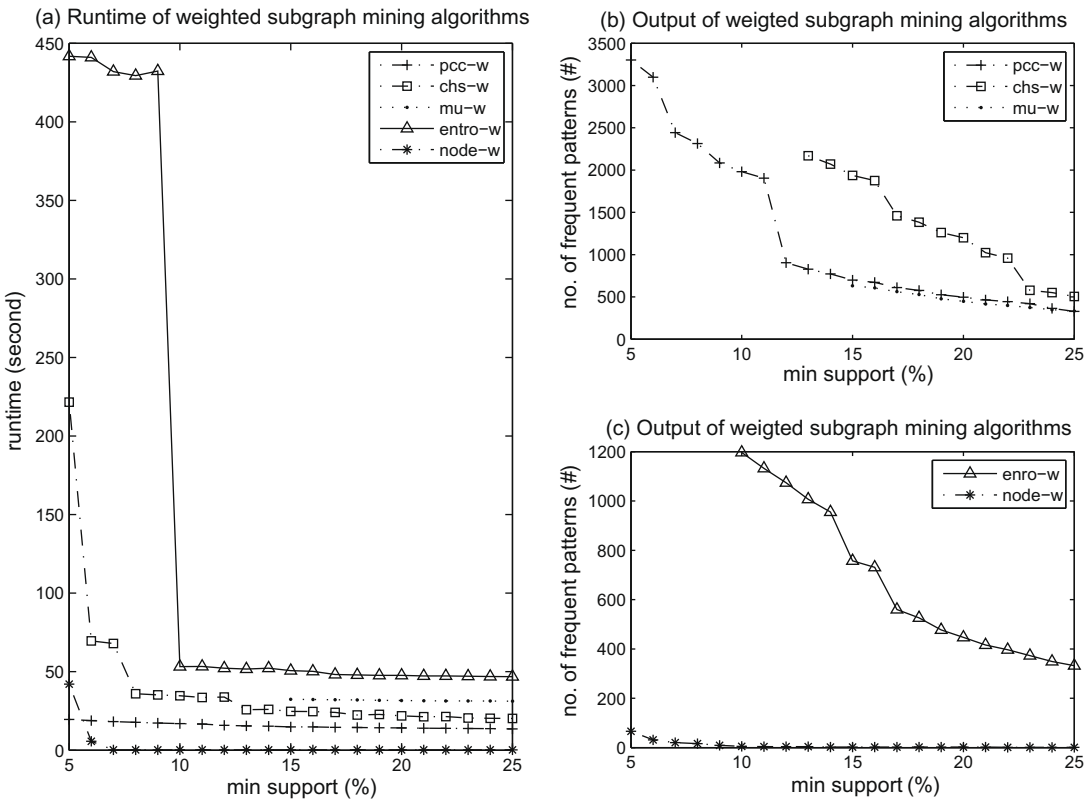 (a) Runtime of weighted subgraph mining algorithms
450
400
350
300
250
200
150
100
50
0
runtime (second)
pcc-w
chs-w
mu-w
entro-w
node-w
5
10
15
20
25
min support (%)
(b) Output of weigted subgraph mining algorithms
3500
3000
2500
2000
1500
1000
500
0
no. of frequent patterns (#)
pcc-w
chs-w
mu-w
5
10
15
20
25
min support (%)
(c) Output of weigted subgraph mining algorithms
1200
1000
800
600
400
200
0
no. of frequent patterns (#)
enro-w
node-w
5
10
15
20
25
min support (%)